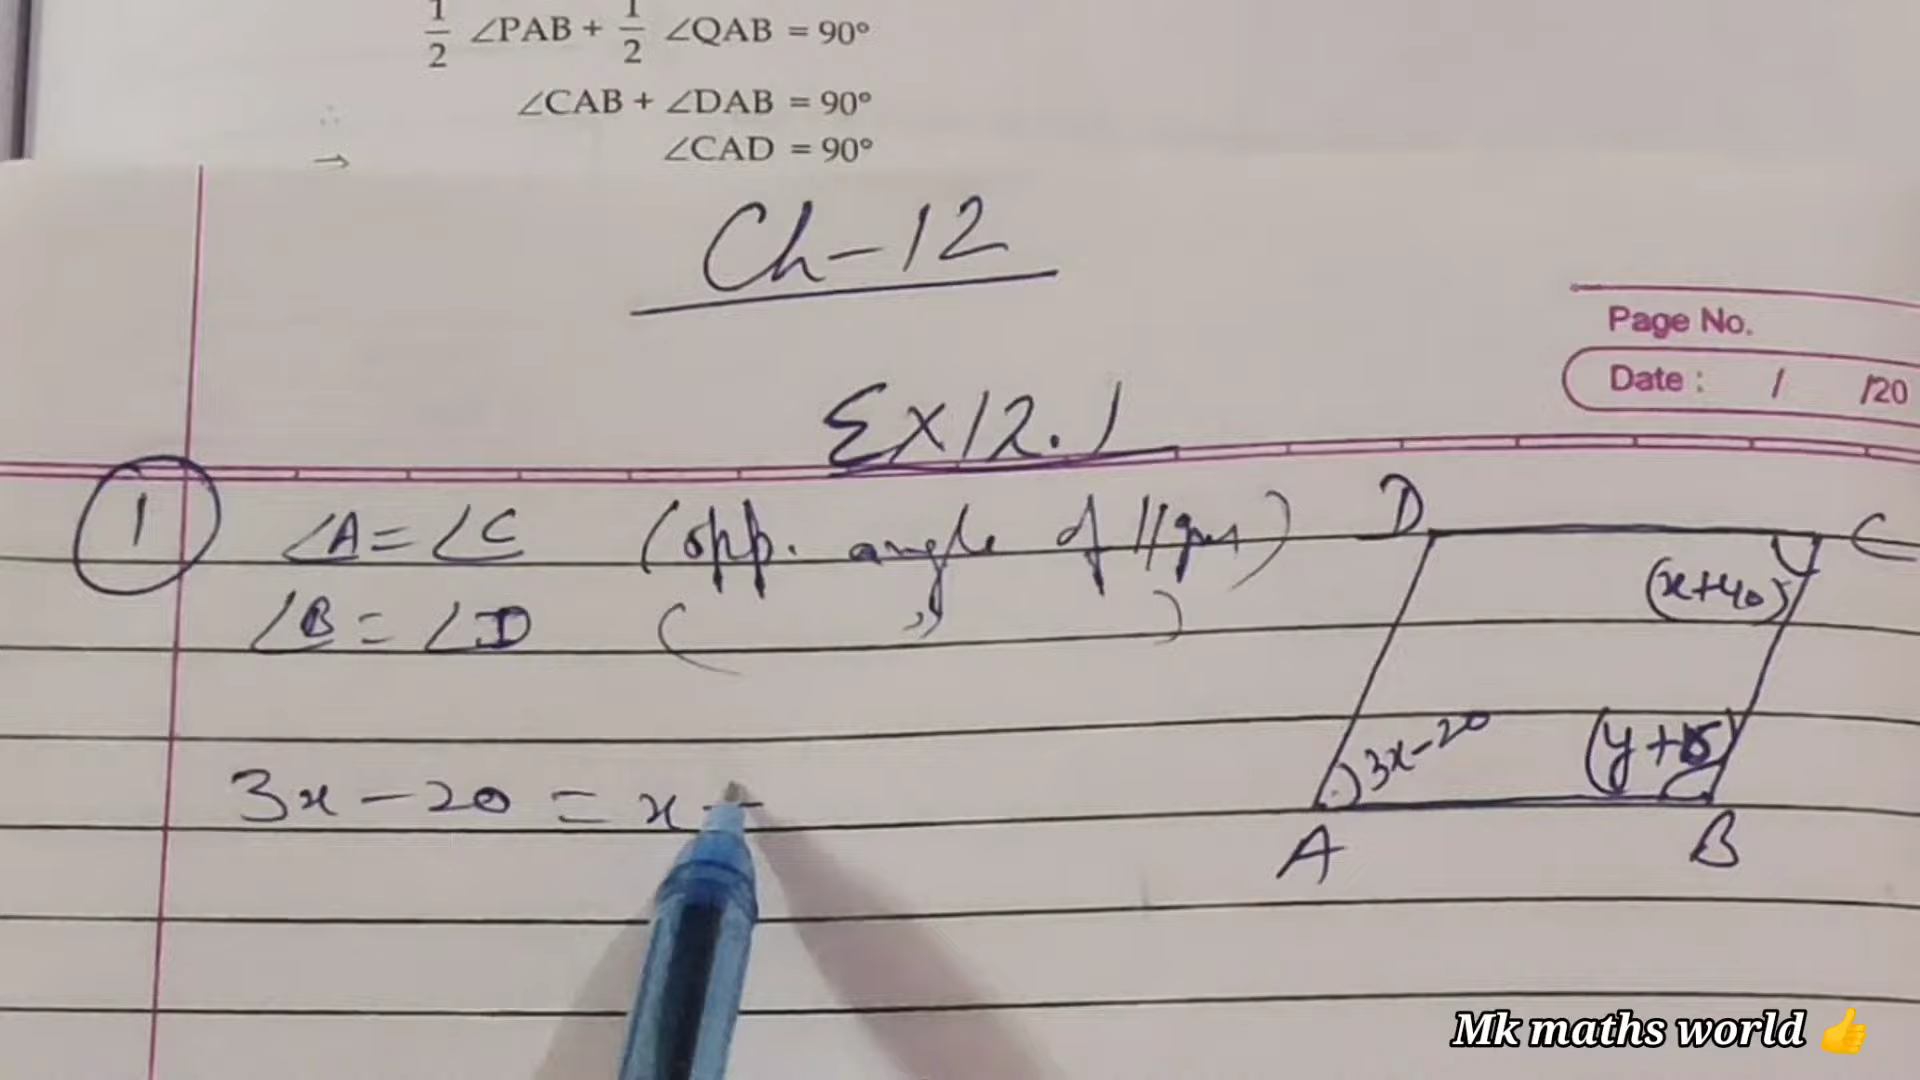 1/2 ∠PAB + 1/2 ∠QAB = 90°
∴ ∠CAB + ∠DAB = 90°
→ ∠CAD = 90°
Ch-12
Page No.
Date : / /20
EX 12.1
1 ∠A = ∠C (opp. angle of ||gm)
∠B = ∠D ( ,, )
3x - 20 = x +
D C
(x+40)
3x-20 (y+15)
A B
Mk maths world 👍